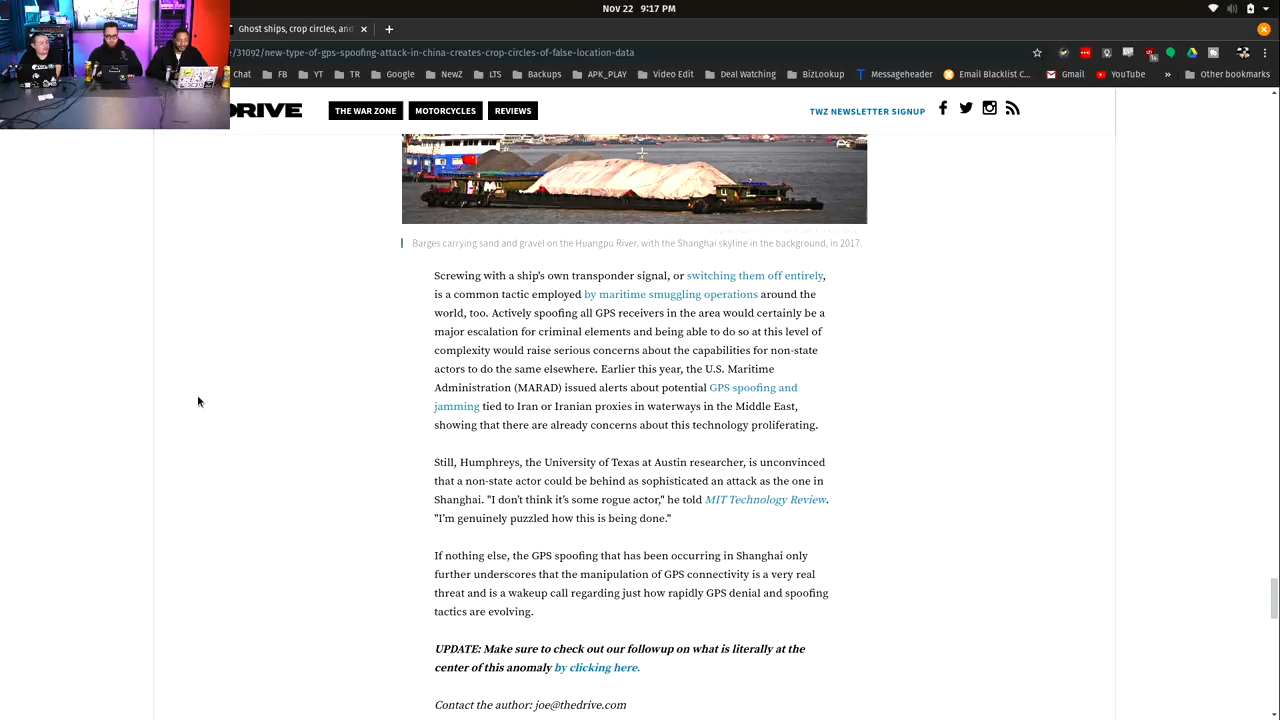 Nov 22 9:17 PM
Ghost ships, crop circles, and
/31092/new-type-of-gps-spoofing-attack-in-china-creates-crop-circles-of-false-location-data
Chat FB YT TR Google NewZ LTS Backups APK_PLAY Video Edit Deal Watching BizLookup MessageHeader Email Blacklist C... Gmail YouTube » Other bookmarks
DRIVE THE WAR ZONE MOTORCYCLES REVIEWS TWZ NEWSLETTER SIGNUP
Barges carrying sand and gravel on the Huangpu River, with the Shanghai skyline in the background, in 2017.
Screwing with a ship's own transponder signal, or switching them off entirely,
is a common tactic employed by maritime smuggling operations around the
world, too. Actively spoofing all GPS receivers in the area would certainly be a
major escalation for criminal elements and being able to do so at this level of
complexity would raise serious concerns about the capabilities for non-state
actors to do the same elsewhere. Earlier this year, the U.S. Maritime
Administration (MARAD) issued alerts about potential GPS spoofing and
jamming tied to Iran or Iranian proxies in waterways in the Middle East,
showing that there are already concerns about this technology proliferating.
Still, Humphreys, the University of Texas at Austin researcher, is unconvinced
that a non-state actor could be behind as sophisticated an attack as the one in
Shanghai. "I don't think it's some rogue actor," he told MIT Technology Review.
"I'm genuinely puzzled how this is being done."
If nothing else, the GPS spoofing that has been occurring in Shanghai only
further underscores that the manipulation of GPS connectivity is a very real
threat and is a wakeup call regarding just how rapidly GPS denial and spoofing
tactics are evolving.
UPDATE: Make sure to check out our followup on what is literally at the
center of this anomaly by clicking here.
Contact the author: joe@thedrive.com